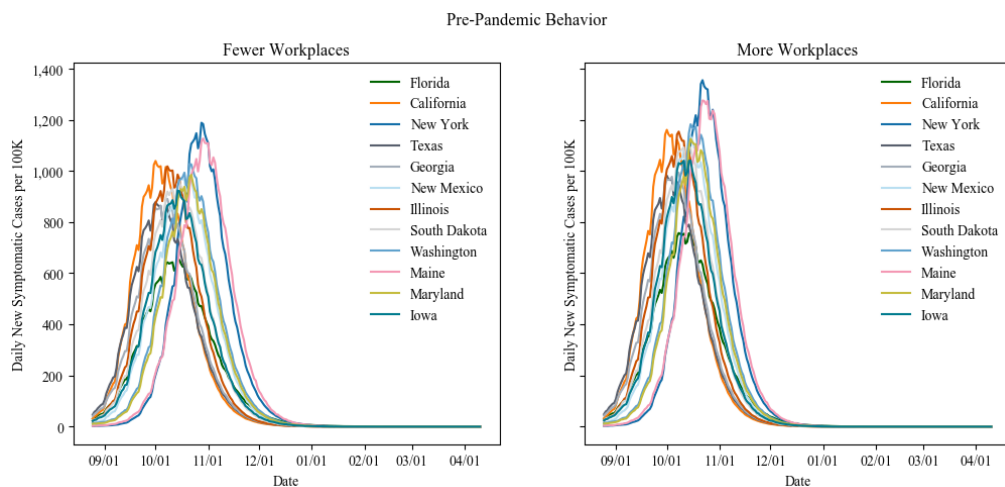 Pre-Pandemic Behavior
Fewer Workplaces
More Workplaces
Daily New Symptomatic Cases per 100K
1,400
1,200
1,000
800
600
400
200
0
Florida
California
New York
Texas
Georgia
New Mexico
Illinois
South Dakota
Washington
Maine
Maryland
Iowa
09/01 10/01 11/01 12/01 01/01 02/01 03/01 04/01
Date
Daily New Symptomatic Cases per 100K
Florida
California
New York
Texas
Georgia
New Mexico
Illinois
South Dakota
Washington
Maine
Maryland
Iowa
09/01 10/01 11/01 12/01 01/01 02/01 03/01 04/01
Date